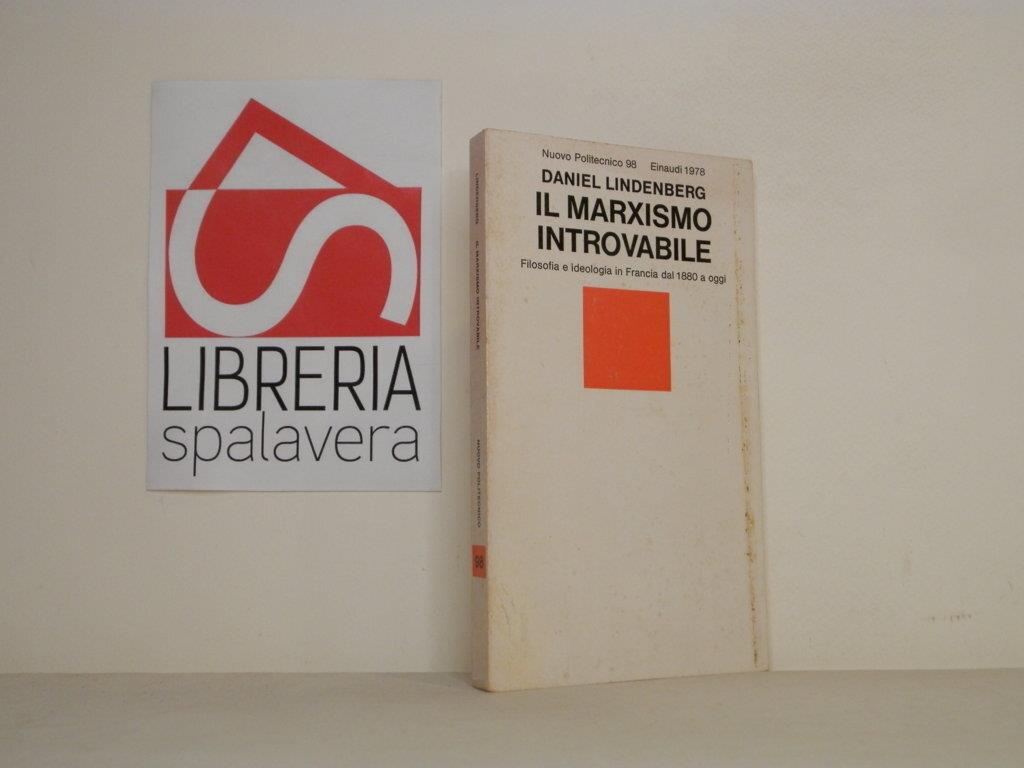 LIBRERIA
spalavera
Nuovo Politecnico 98 Einaudi 1978
DANIEL LINDENBERG
IL MARXISMO
INTROVABILE
Filosofia e ideologia in Francia dal 1880 a oggi
LINDENBERG IL MARXISMO INTROVABILE
NUOVO POLITECNICO
98